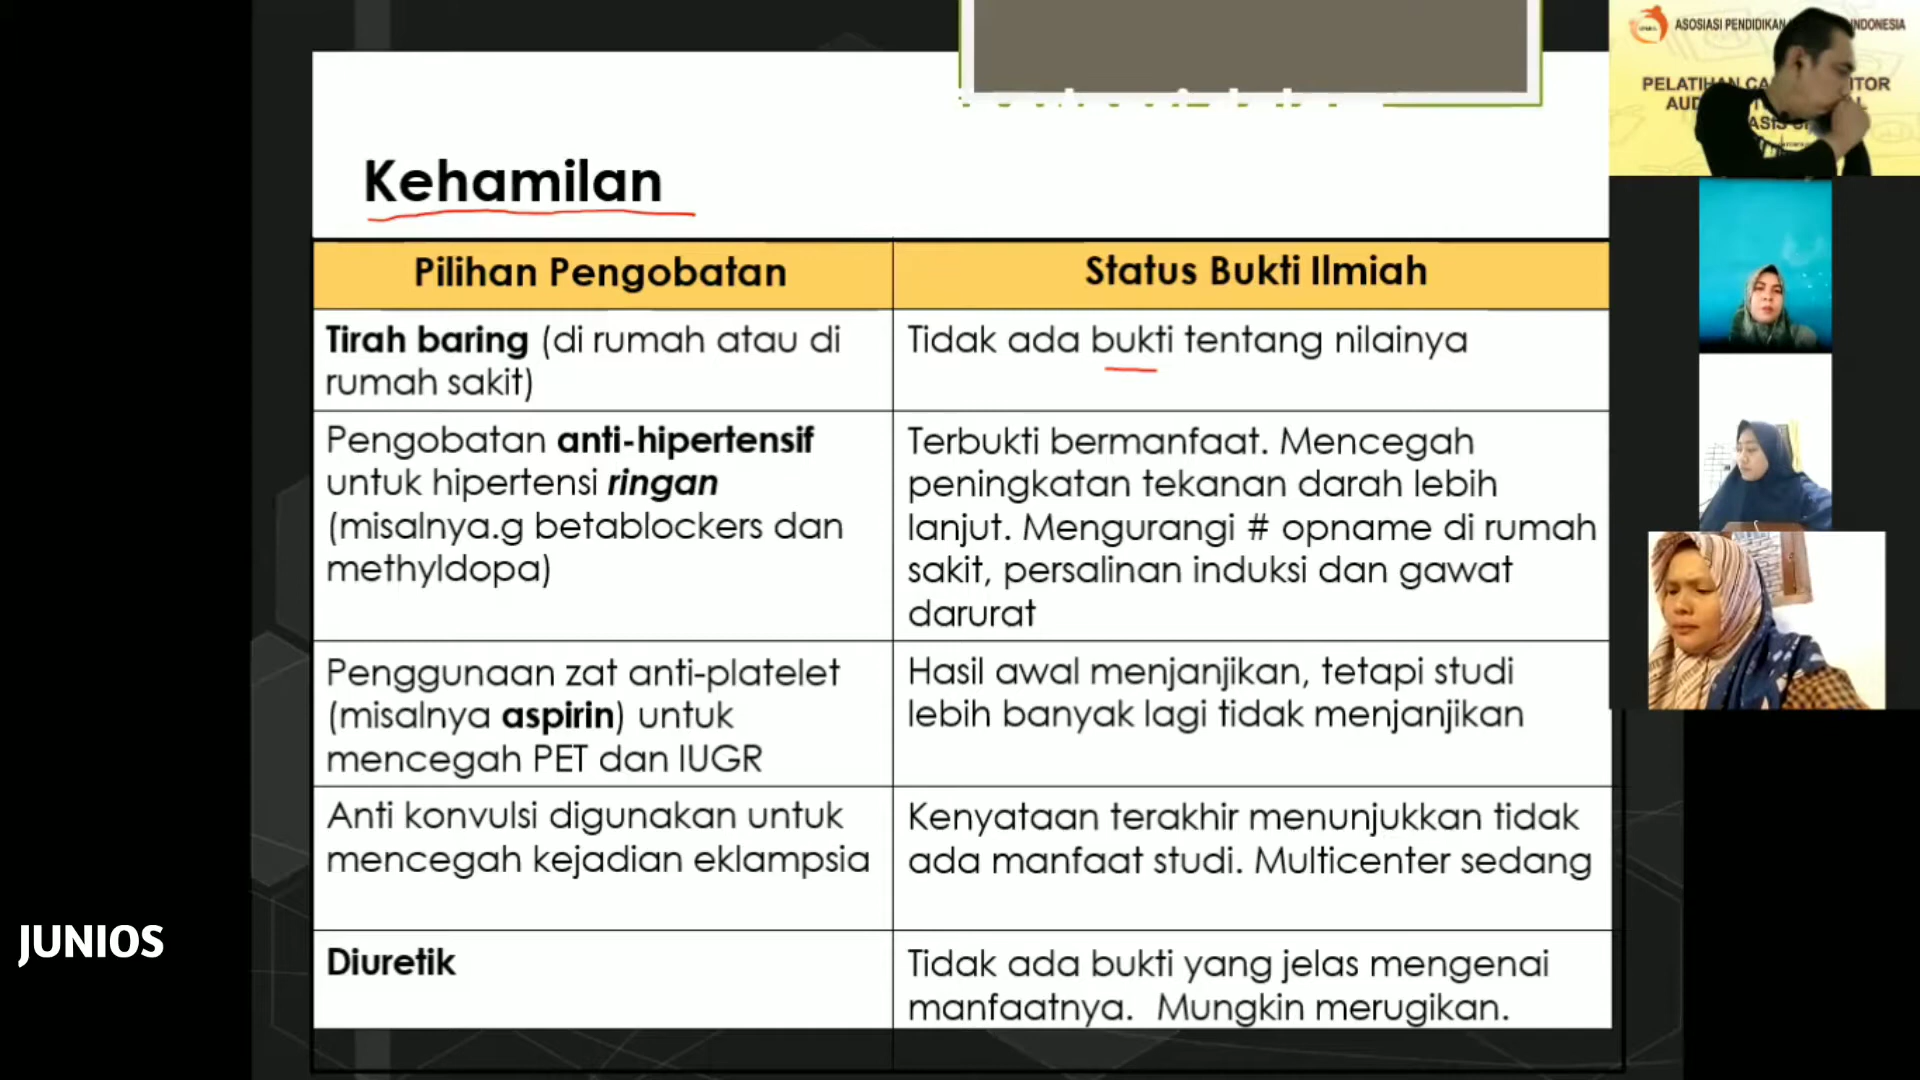 Kehamilan
Pilihan Pengobatan
Status Bukti Ilmiah
Tirah baring (di rumah atau di
rumah sakit)
Tidak ada bukti tentang nilainya
Pengobatan anti-hipertensif
untuk hipertensi ringan
(misalnya.g betablockers dan
methyldopa)
Terbukti bermanfaat. Mencegah
peningkatan tekanan darah lebih
lanjut. Mengurangi # opname di rumah
sakit, persalinan induksi dan gawat
darurat
Penggunaan zat anti-platelet
(misalnya aspirin) untuk
mencegah PET dan IUGR
Hasil awal menjanjikan, tetapi studi
lebih banyak lagi tidak menjanjikan
Anti konvulsi digunakan untuk
mencegah kejadian eklampsia
Kenyataan terakhir menunjukkan tidak
ada manfaat studi. Multicenter sedang
Diuretik
Tidak ada bukti yang jelas mengenai
manfaatnya. Mungkin merugikan.
JUNIOS
ASOSIASI PENDIDIKAN INDONESIA
PELATIHAN